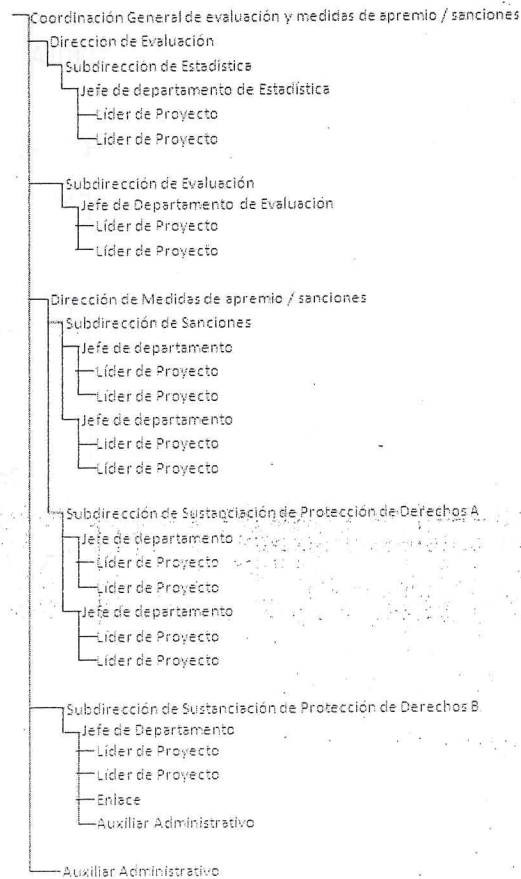 Coordinación General de evaluación y medidas de apremio / sanciones
Direccion de Evaluación
Subdirección de Estadística
Jefe de departamento de Estadística
Líder de Proyecto
Líder de Proyecto
Subdirección de Evaluación
Jefe de Departamento de Evaluación
Líder de Proyecto
Líder de Proyecto
Dirección de Medidas de apremio / sanciones
Subdirección de Sanciones
Jefe de departamento
Líder de Proyecto
Líder de Proyecto
Jefe de departamento
Líder de Proyecto
Líder de Proyecto
Subdirección de Sustanciación de Protección de Derechos A
Jefe de departamento
Líder de Proyecto
Líder de Proyecto
Jefe de departamento
Líder de Proyecto
Líder de Proyecto
Subdirección de Sustanciación de Protección de Derechos B
Jefe de Departamento
Líder de Proyecto
Líder de Proyecto
Enlace
Auxiliar Administrativo
Auxiliar Administrativo